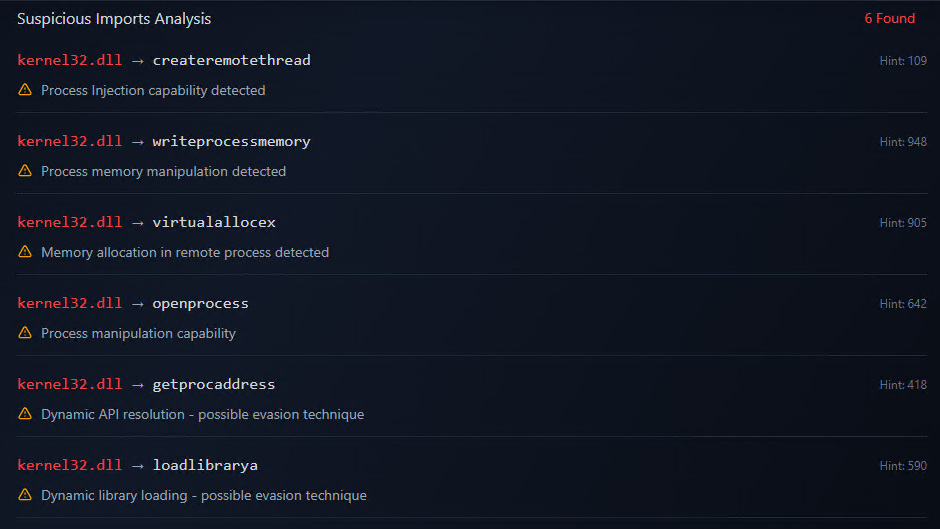 Suspicious Imports Analysis 6 Found
kernel32.dll → createremotethread Hint: 109
Process Injection capability detected
kernel32.dll → writeprocessmemory Hint: 948
Process memory manipulation detected
kernel32.dll → virtualallocex Hint: 905
Memory allocation in remote process detected
kernel32.dll → openprocess Hint: 642
Process manipulation capability
kernel32.dll → getprocaddress Hint: 418
Dynamic API resolution - possible evasion technique
kernel32.dll → loadlibrarya Hint: 590
Dynamic library loading - possible evasion technique